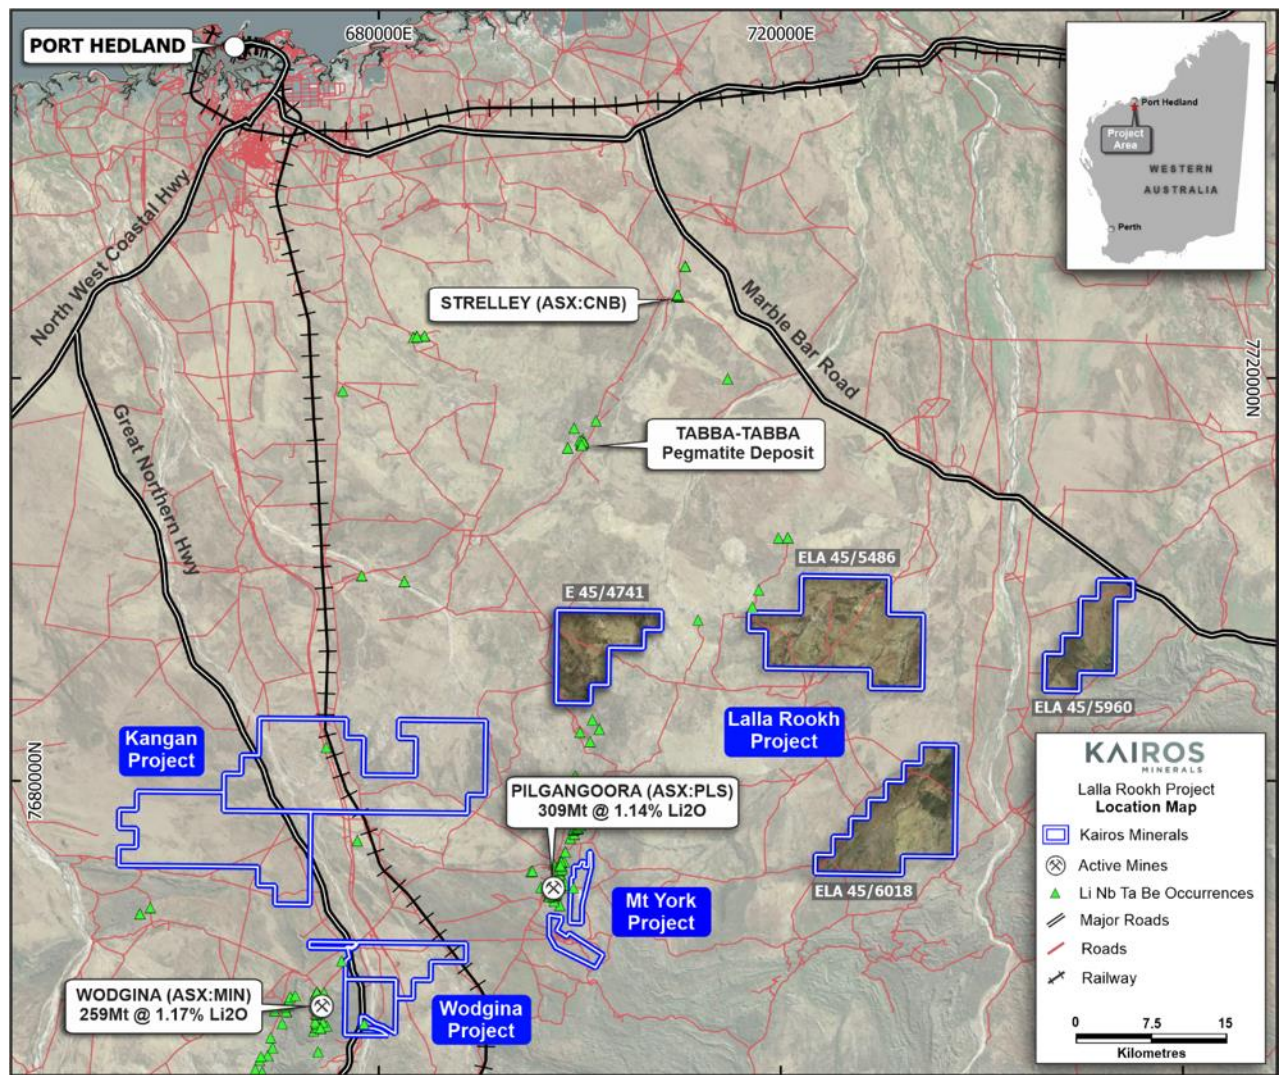 PORT HEDLAND
680000E
720000E
Port Hedland
Project
Area
WESTERN
AUSTRALIA
Perth
North West Coastal Hwy
STRELLEY (ASX:CNB)
Marble Bar Road
7720000N
Great Northern Hwy
TABBA-TABBA
Pegmatite Deposit
ELA 45/5486
E 45/4741
ELA 45/5960
Kangan
Project
Lalla Rookh
Project
7680000N
PILGANGOORA (ASX:PLS)
309Mt @ 1.14% Li2O
ELA 45/6018
Mt York
Project
WODGINA (ASX:MIN)
259Mt @ 1.17% Li2O
Wodgina
Project
KAIROS
MINERALS
Lalla Rookh Project
Location Map
Kairos Minerals
Active Mines
Li Nb Ta Be Occurrences
Major Roads
Roads
Railway
0 7.5 15
Kilometres